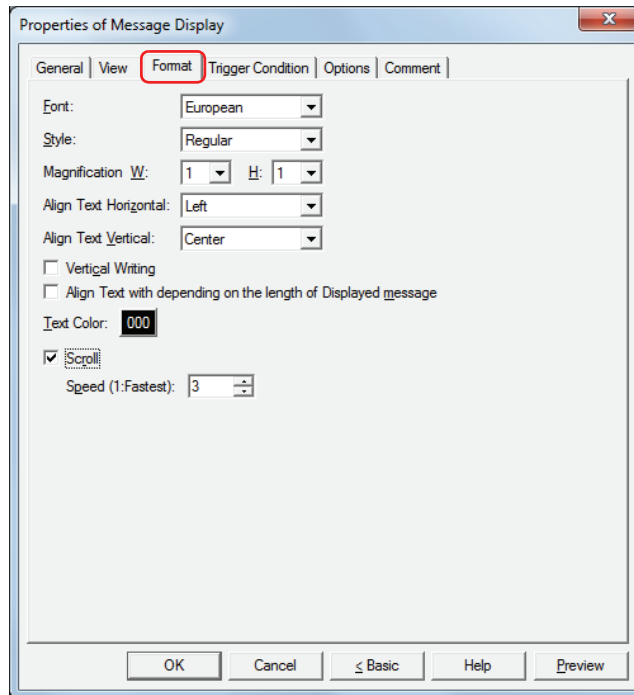 Properties of Message Display
General View Format Trigger Condition Options Comment
Font: European
Style: Regular
Magnification W: 1 H: 1
Align Text Horizontal: Left
Align Text Vertical: Center
Vertical Writing
Align Text with depending on the length of Displayed message
Text Color: 000
Scroll
Speed (1:Fastest): 3
OK Cancel < Basic Help Preview